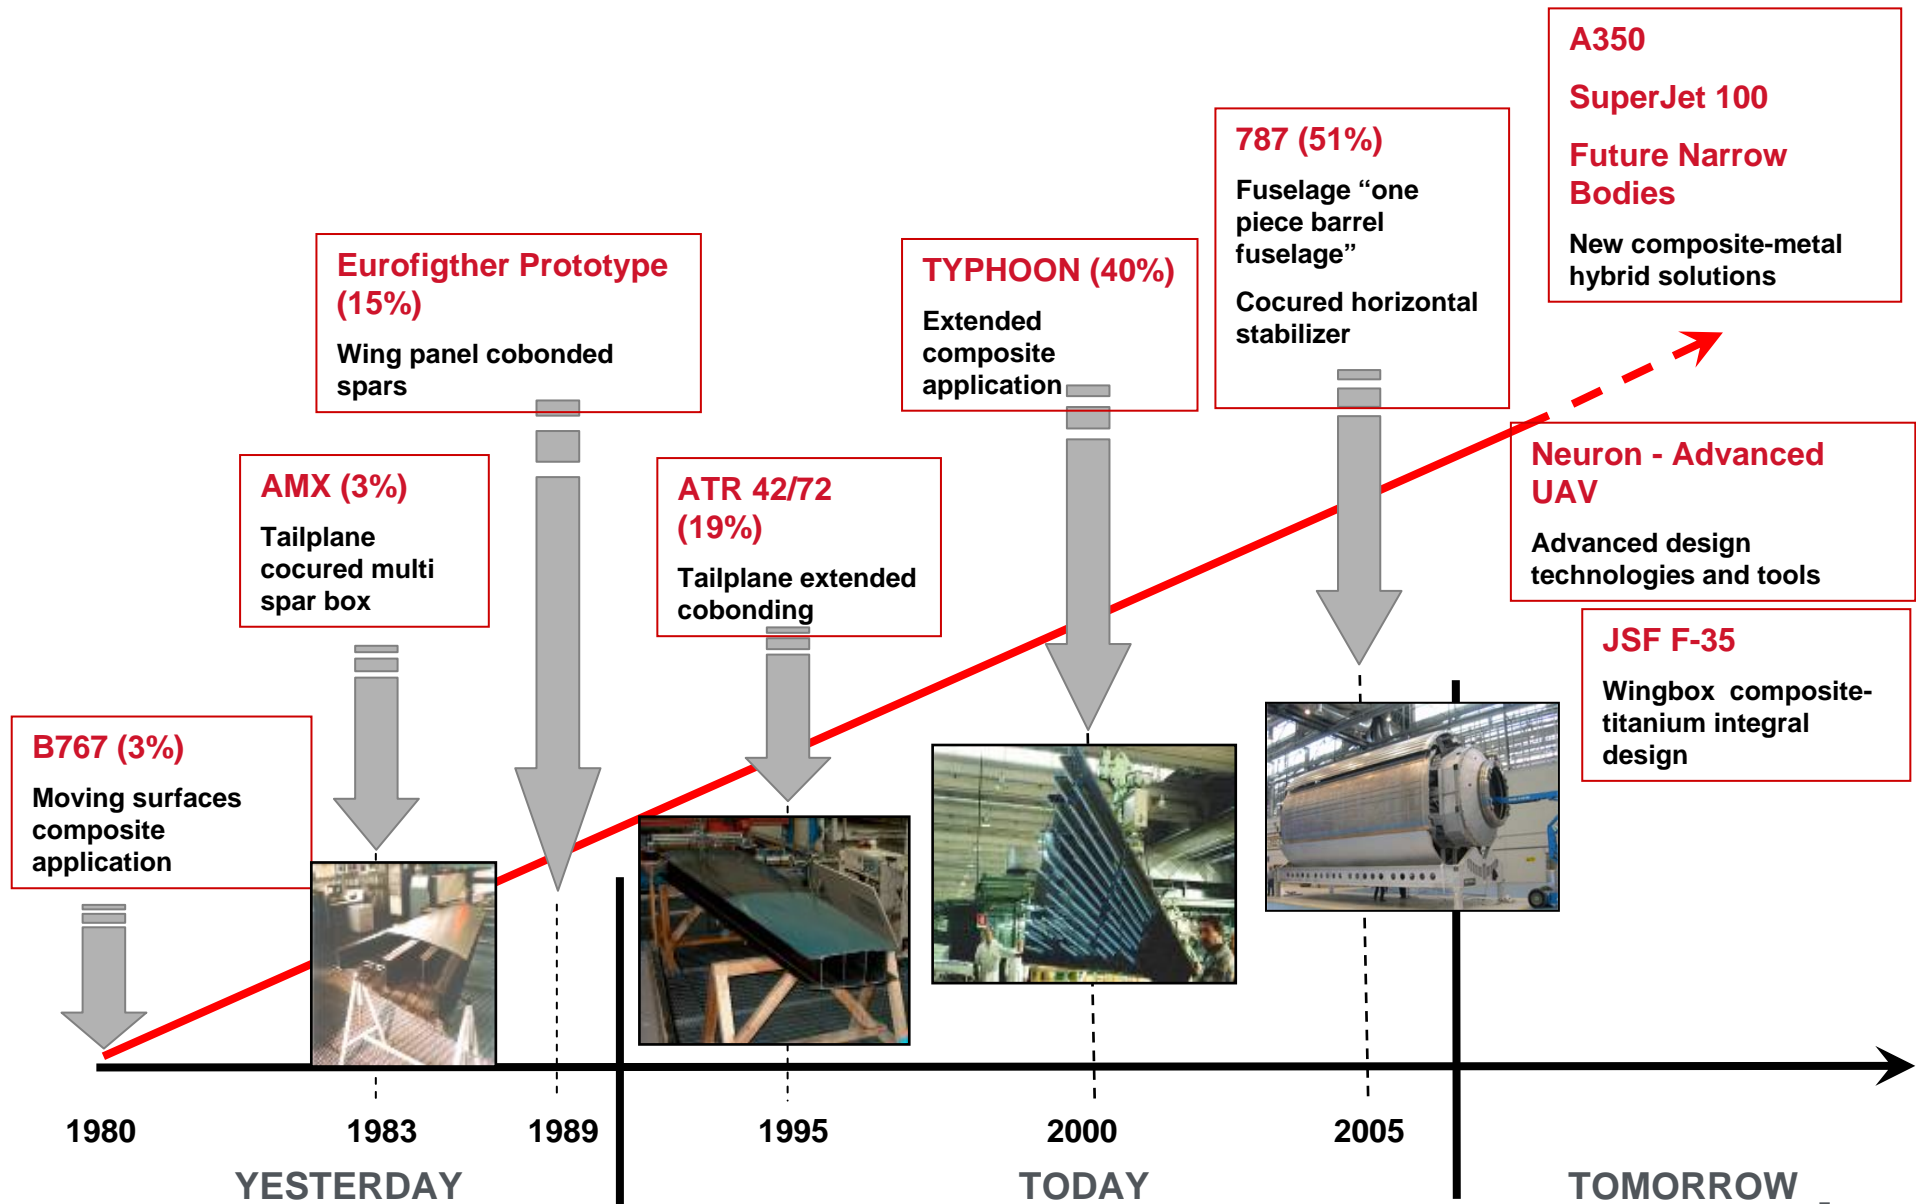 A350
SuperJet 100
Future Narrow
Bodies
New composite-metal
hybrid solutions
787 (51%)
Fuselage “one
piece barrel
fuselage”
Cocured horizontal
stabilizer
Eurofigther Prototype
(15%)
Wing panel cobonded
spars
TYPHOON (40%)
Extended
composite
application
AMX (3%)
Tailplane
cocured multi
spar box
ATR 42/72
(19%)
Tailplane extended
cobonding
Neuron - Advanced
UAV
Advanced design
technologies and tools
JSF F-35
Wingbox composite-
titanium integral
design
B767 (3%)
Moving surfaces
composite
application
1980 1983 1989 1995 2000 2005
YESTERDAY TODAY TOMORROW